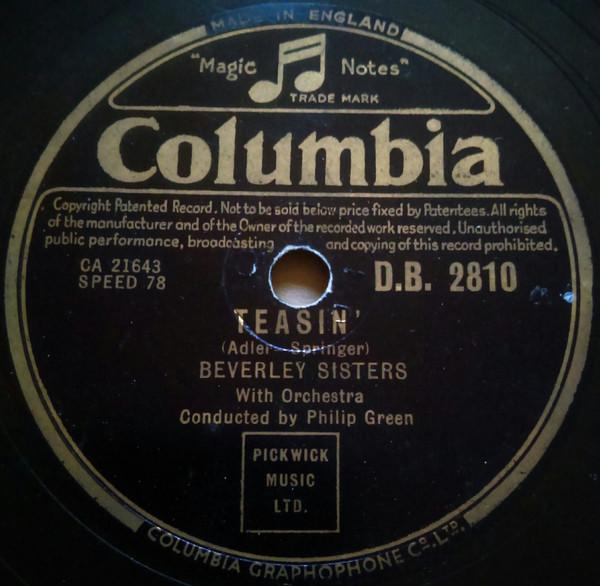 MADE IN ENGLAND
"Magic Notes"
TRADE MARK
Columbia
Copyright Patented Record. Not to be sold below price fixed by Patentees. All rights
of the manufacturer and of the Owner of the recorded work reserved. Unauthorised
public performance, broadcasting and copying of this record prohibited.
CA 21643
SPEED 78
D.B. 2810
TEASIN'
(Adler-Springer)
BEVERLEY SISTERS
With Orchestra
Conducted by Philip Green
PICKWICK
MUSIC
LTD.
COLUMBIA GRAPHOPHONE Co. LTD.